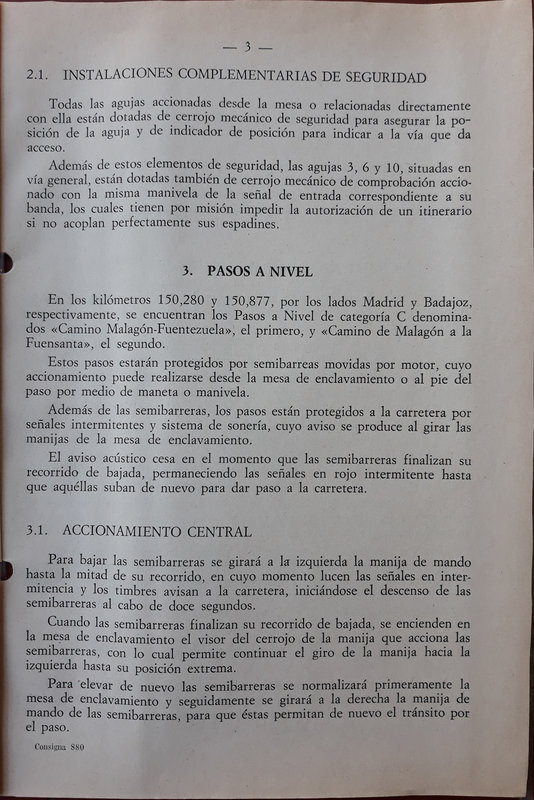 — 3 —
2.1. INSTALACIONES COMPLEMENTARIAS DE SEGURIDAD
Todas las agujas accionadas desde la mesa o relacionadas directamente
con ella están dotadas de cerrojo mecánico de seguridad para asegurar la po-
sición de la aguja y de indicador de posición para indicar a la vía que da
acceso.
Además de estos elementos de seguridad, las agujas 3, 6 y 10, situadas en
vía general, están dotadas también de cerrojo mecánico de comprobación accio-
nado con la misma manivela de la señal de entrada correspondiente a su
banda, los cuales tienen por misión impedir la autorización de un itinerario
si no acoplan perfectamente sus espadines.
3. PASOS A NIVEL
En los kilómetros 150,280 y 150,877, por los lados Madrid y Badajoz,
respectivamente, se encuentran los Pasos a Nivel de categoría C denomina-
dos «Camino Malagón-Fuentezuela», el primero, y «Camino de Malagón a la
Fuensanta», el segundo.
Estos pasos estarán protegidos por semibarreas movidas por motor, cuyo
accionamiento puede realizarse desde la mesa de enclavamiento o al pie del
paso por medio de maneta o manivela.
Además de las semibarreras, los pasos están protegidos a la carretera por
señales intermitentes y sistema de sonería, cuyo aviso se produce al girar las
manijas de la mesa de enclavamiento.
El aviso acústico cesa en el momento que las semibarreras finalizan su
recorrido de bajada, permaneciendo las señales en rojo intermitente hasta
que aquéllas suban de nuevo para dar paso a la carretera.
3.1. ACCIONAMIENTO CENTRAL
Para bajar las semibarreras se girará a la izquierda la manija de mando
hasta la mitad de su recorrido, en cuyo momento lucen las señales en inter-
mitencia y los timbres avisan a la carretera, iniciándose el descenso de las
semibarreras al cabo de doce segundos.
Cuando las semibarreras finalizan su recorrido de bajada, se encienden en
la mesa de enclavamiento el visor del cerrojo de la manija que acciona las
semibarreras, con lo cual permite continuar el giro de la manija hacia la
izquierda hasta su posición extrema.
Para elevar de nuevo las semibarreras se normalizará primeramente la
mesa de enclavamiento y seguidamente se girará a la derecha la manija de
mando de las semibarreras, para que éstas permitan de nuevo el tránsito por
el paso.
Consigna 880